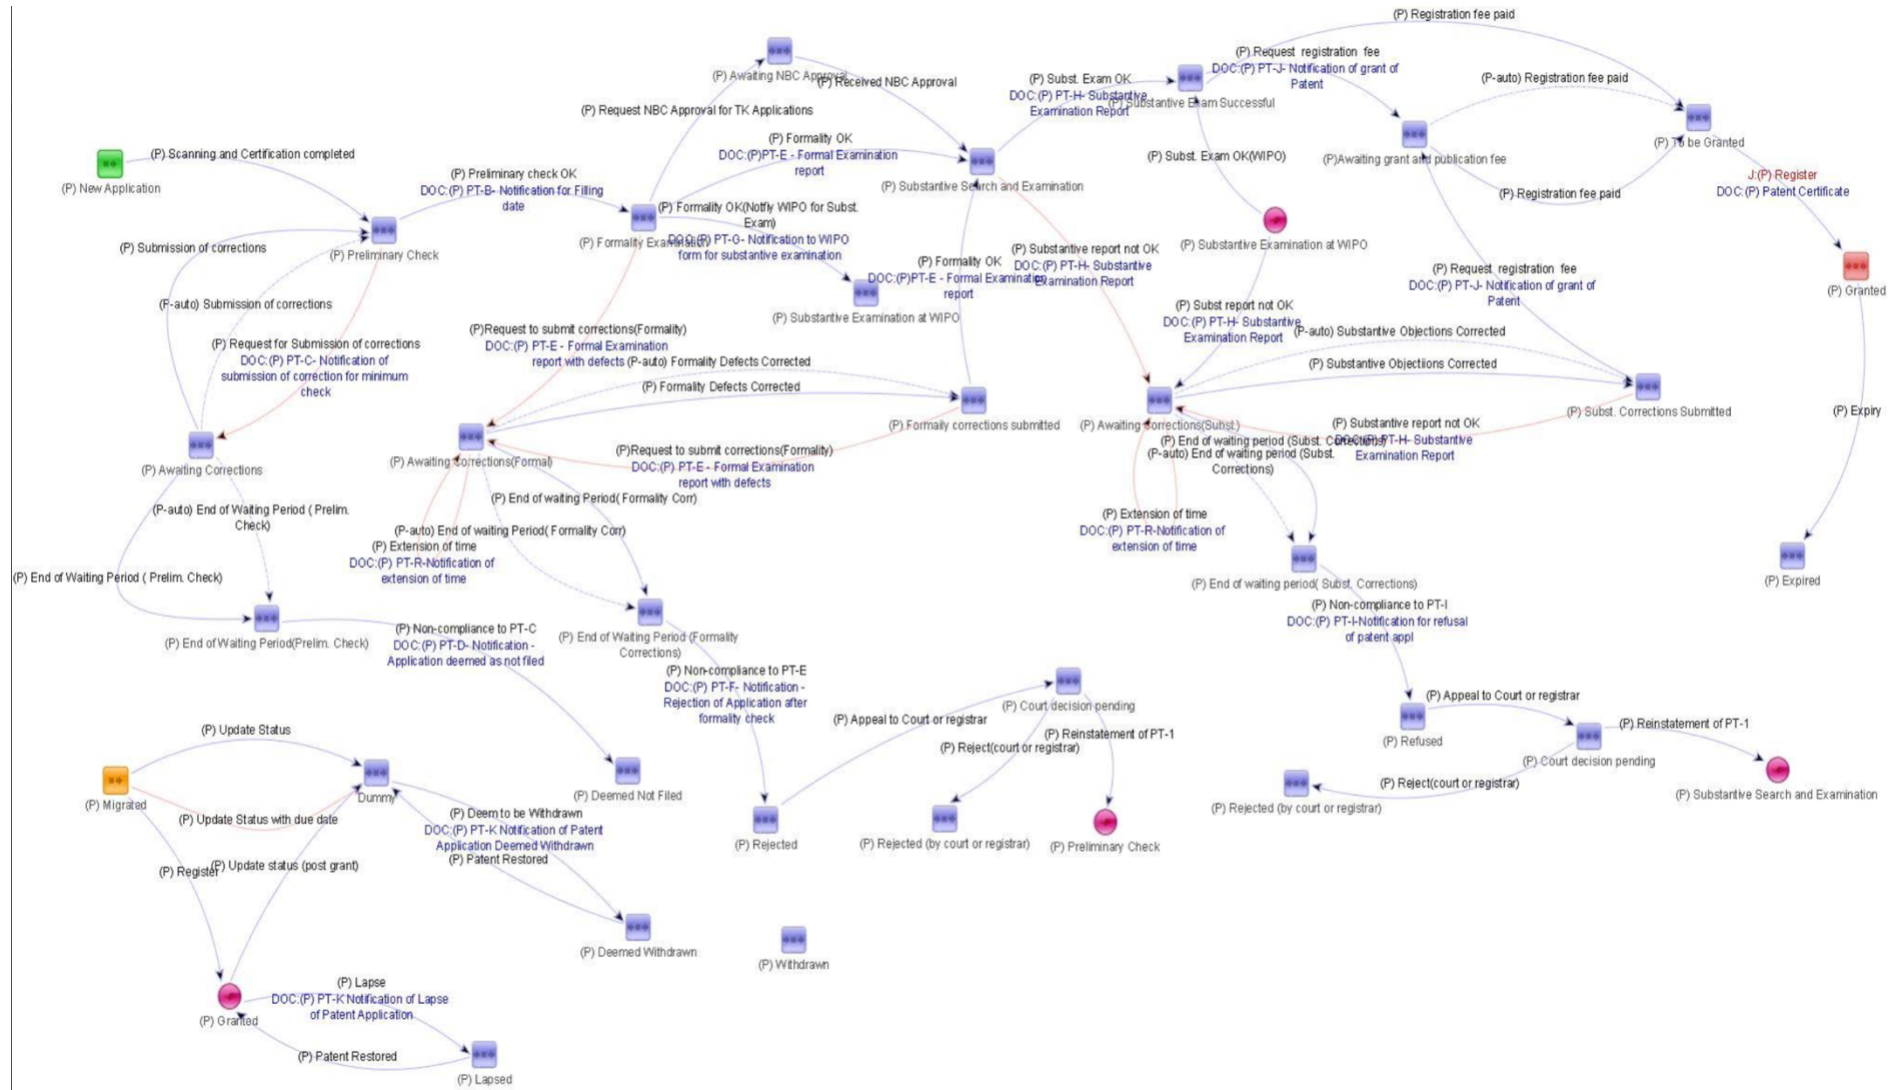 (P) Registration fee paid
(P) Awaiting NBC Approval
(P) Received NBC Approval
(P) Request NBC Approval for TK Applications
(P) Subst. Exam OK
DOC:(P) PT-H- Substantive
Examination Report
(P) Substantive Exam Successful
(P) Request registration fee
DOC:(P) PT-J- Notification of grant of
Patent
(P-auto) Registration fee paid
(P) To be Granted
(P)Awaiting grant and publication fee
(P) Registration fee paid
J:(P) Register
DOC:(P) Patent Certificate
(P) New Application
(P) Scanning and Certification completed
(P) Preliminary check OK
DOC:(P) PT-B- Notification for Filling
date
(P) Formality OK
DOC:(P)PT-E - Formal Examination
report
(P) Substantive Search and Examination
(P) Subst. Exam OK(WIPO)
(P) Formality OK(Notfiy WIPO for Subst.
Exam)
DOC:(P) PT-G- Notification to WIPO
form for substantive examination
(P) Formality Examination
(P) Substantive Examination at WIPO
(P) Submission of corrections
(P) Preliminary Check
(P) Substantive report not OK
DOC:(P) PT-H- Substantive
Examination Report
(P) Formality OK
DOC:(P)PT-E - Formal Examination
report
(P) Request registration fee
DOC:(P) PT-J- Notification of grant of
Patent
(P) Granted
(P-auto) Submission of corrections
(P) Substantive Examination at WIPO
(P) Subst report not OK
DOC:(P) PT-H- Substantive
Examination Report
(P-auto) Substantive Objections Corrected
(P) Substantive Objectiions Corrected
(P) Request for Submission of corrections
DOC:(P) PT-C- Notification of
submission of correction for minimum
check
(P)Request to submit corrections(Formality)
DOC:(P) PT-E - Formal Examination
report with defects
(P-auto) Formality Defects Corrected
(P) Formality Defects Corrected
(P) Formaily corrections submitted
(P) Awaiting Corrections(Subst.)
(P) Subst. Corrections Submitted
(P) Expiry
(P) Substantive report not OK
DOC:(P) PT-H- Substantive
Examination Report
(P) End of waiting period (Subst. Corrections)
(P-auto) End of waiting period (Subst.
Corrections)
(P) Awaiting Corrections
(P) Awaiting Corrections(Formal)
(P)Request to submit corrections(Formality)
DOC:(P) PT-E - Formal Examination
report with defects
(P-auto) End of Waiting Period ( Prelim.
Check)
(P) End of waiting Period( Formality Corr)
(P-auto) End of waiting Period( Formality Corr)
(P) Extension of time
DOC:(P) PT-R-Notification of
extension of time
(P) Extension of time
DOC:(P) PT-R-Notification of
extension of time
(P) End of Waiting Period ( Prelim. Check)
(P) End of waiting period( Subst. Corrections)
(P) Expired
(P) End of Waiting Period(Prelim. Check)
(P) Non-compliance to PT-C
DOC:(P) PT-D- Notification -
Application deemed as not filed
(P) End of Waiting Period (Formality
Corrections)
(P) Non-compliance to PT-I
DOC:(P) PT-I-Notification for refusal
of patent appl
(P) Non-compliance to PT-E
DOC:(P) PT-F- Notification -
Rejection of Application after
formality check
(P) Court decision pending
(P) Appeal to Court or registrar
(P) Reinstatement of PT-1
(P) Reject(court or registrar)
(P) Appeal to Court or registrar
(P) Refused
(P) Reinstatement of PT-1
(P) Court decision pending
(P) Reject(court or registrar)
(P) Rejected (by court or registrar)
(P) Substantive Search and Examination
(P) Update Status
(P) Migrated
Dummy
(P) Deemed Not Filed
(P) Update Status with due date
(P) Deem to be Withdrawn
DOC:(P) PT-K Notification of Patent
Application Deemed Withdrawn
(P) Patent Restored
(P) Rejected
(P) Rejected (by court or registrar)
(P) Preliminary Check
(P) Register
(P) Update status (post grant)
(P) Deemed Withdrawn
(P) Withdrawn
(P) Lapse
DOC:(P) PT-K Notification of Lapse
of Patent Application
(P) Granted
(P) Patent Restored
(P) Lapsed